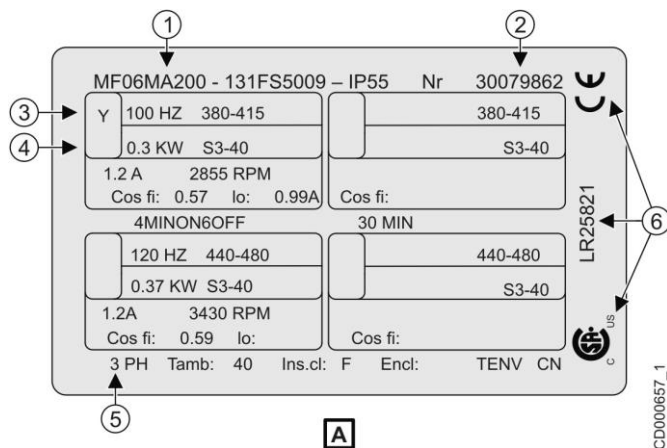 1 2
MF06MA200 - 131FS5009 – IP55 Nr 30079862
CE
3 Y 100 HZ 380-415 380-415
4 0.3 KW S3-40 S3-40
1.2 A 2855 RPM
Cos fi: 0.57 Io: 0.99A Cos fi:
4MINON6OFF 30 MIN
LR25821
6
120 HZ 440-480 440-480
0.37 KW S3-40 S3-40
1.2A 3430 RPM
Cos fi: 0.59 Io: Cos fi:
C US
3 PH Tamb: 40 Ins.cl: F Encl: TENV CN
5
A
CD000657_1